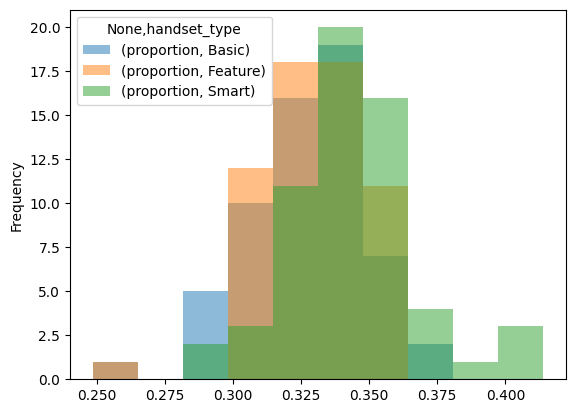 None,handset_type
(proportion, Basic)
(proportion, Feature)
(proportion, Smart)
Frequency
20.0
17.5
15.0
12.5
10.0
7.5
5.0
2.5
0.0
0.250 0.275 0.300 0.325 0.350 0.375 0.400